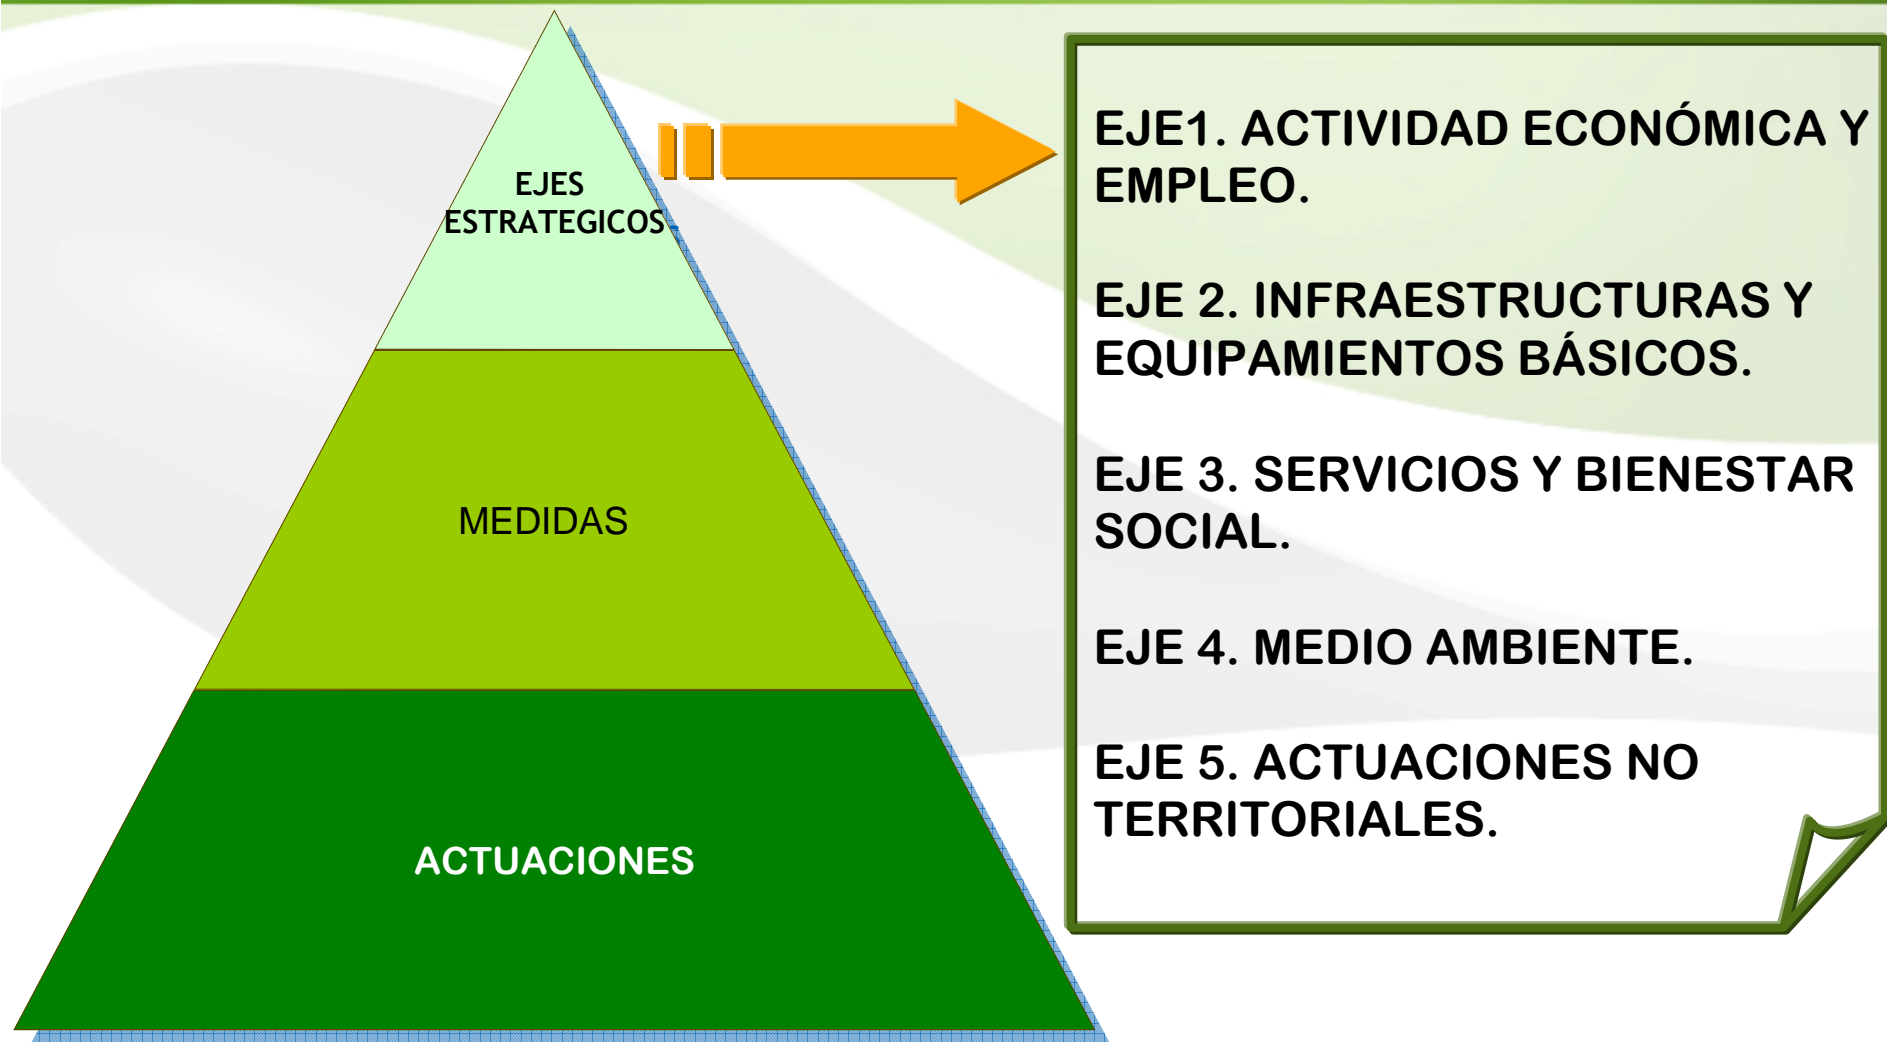 EJES
ESTRATEGICOS
MEDIDAS
ACTUACIONES
EJE1. ACTIVIDAD ECONÓMICA Y
EMPLEO.
EJE 2. INFRAESTRUCTURAS Y
EQUIPAMIENTOS BÁSICOS.
EJE 3. SERVICIOS Y BIENESTAR
SOCIAL.
EJE 4. MEDIO AMBIENTE.
EJE 5. ACTUACIONES NO
TERRITORIALES.